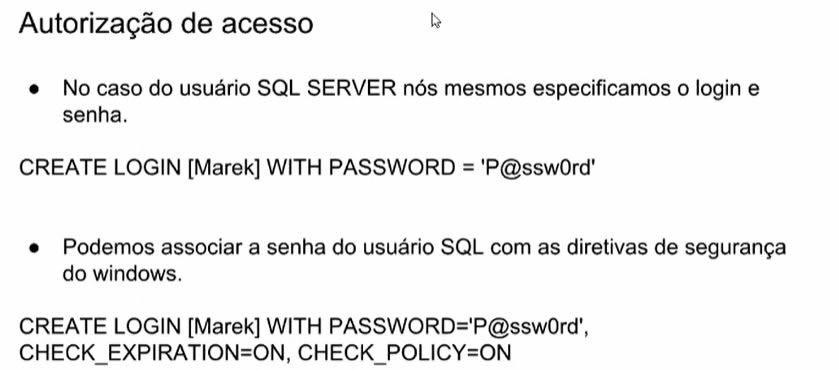 Autorização de acesso
● No caso do usuário SQL SERVER nós mesmos especificamos o login e
senha.
CREATE LOGIN [Marek] WITH PASSWORD = 'P@ssw0rd'
● Podemos associar a senha do usuário SQL com as diretivas de segurança
do windows.
CREATE LOGIN [Marek] WITH PASSWORD='P@ssw0rd',
CHECK_EXPIRATION=ON, CHECK_POLICY=ON